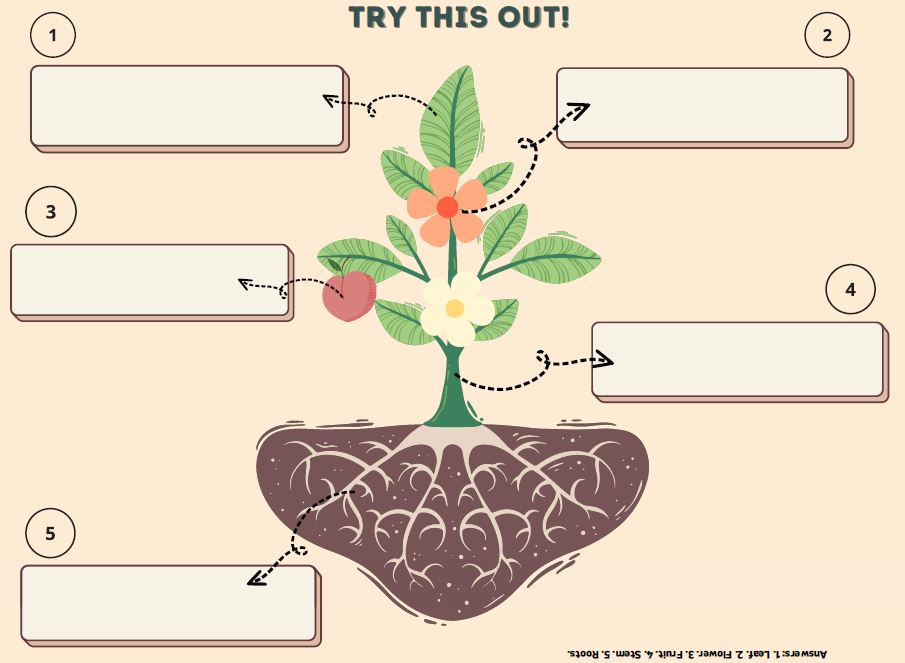 TRY THIS OUT!
1
2
3
4
5
Answers: 1. Leaf. 2. Flower. 3. Fruit. 4. Stem. 5. Roots.